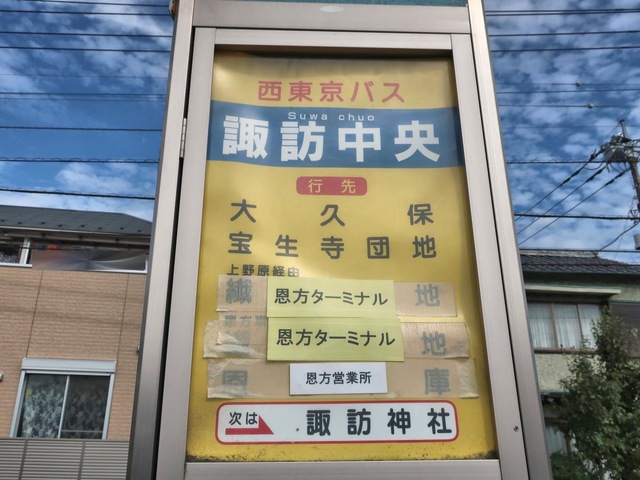 西東京バス
Suwa chuo
諏訪中央
行先
大久保
宝生寺団地
上野原経由
繊 恩方ターミナル 地
恩方ターミナル 地
恩方営業所 庫
次は 諏訪神社